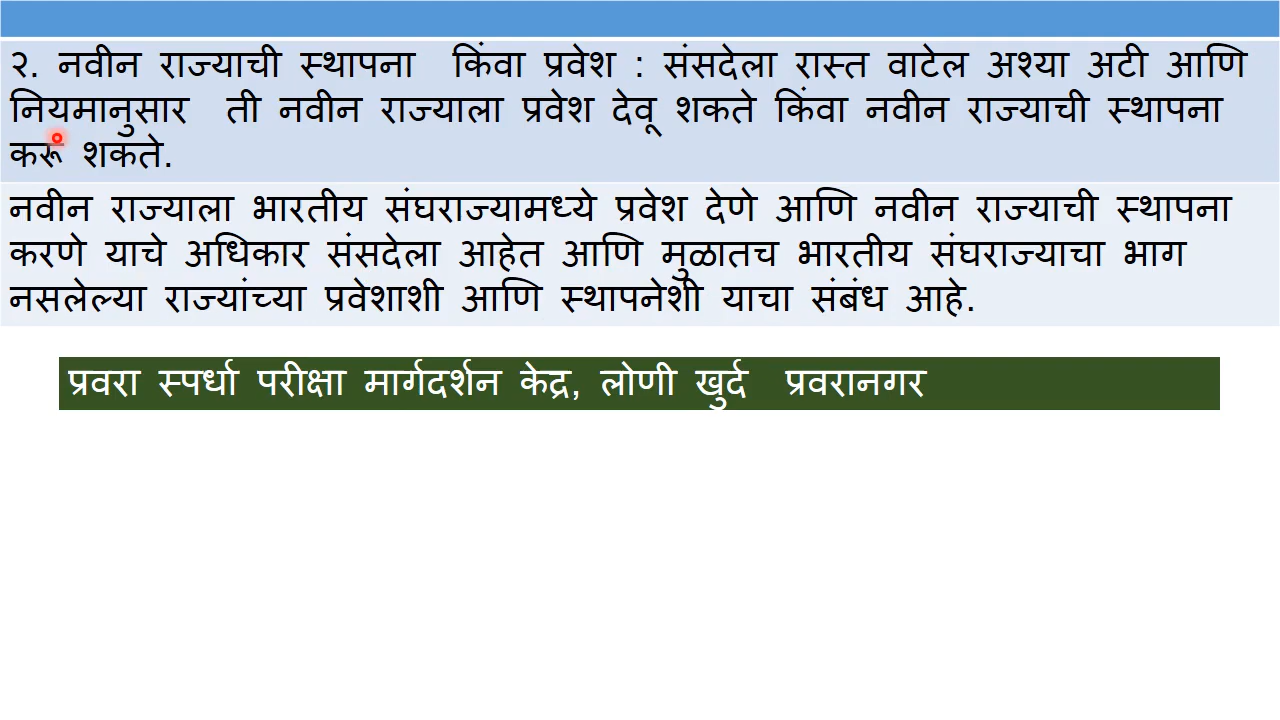 २. नवीन राज्याची स्थापना किंवा प्रवेश : संसदेला रास्त वाटेल अश्या अटी आणि
नियमानुसार ती नवीन राज्याला प्रवेश देवू शकते किंवा नवीन राज्याची स्थापना
करू शकते.
नवीन राज्याला भारतीय संघराज्यामध्ये प्रवेश देणे आणि नवीन राज्याची स्थापना
करणे याचे अधिकार संसदेला आहेत आणि मुळातच भारतीय संघराज्याचा भाग
नसलेल्या राज्यांच्या प्रवेशाशी आणि स्थापनेशी याचा संबंध आहे.
प्रवरा स्पर्धा परीक्षा मार्गदर्शन केद्र, लोणी खुर्द प्रवरानगर